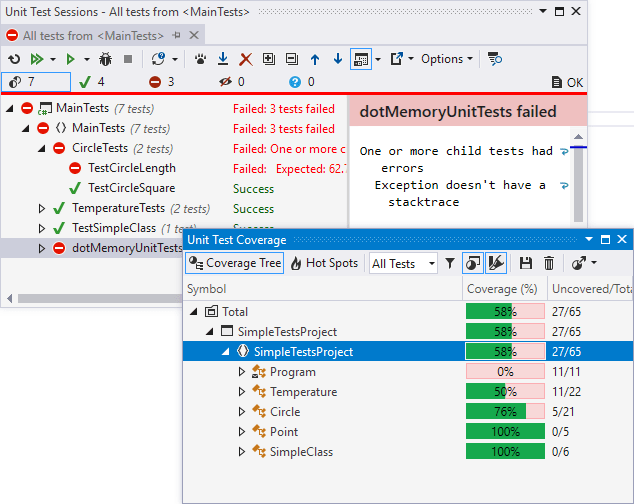 Unit Test Sessions - All tests from <MainTests>
All tests from <MainTests>
Options
7 4 3 0 0 OK
MainTests (7 tests) Failed: 3 tests failed
MainTests (7 tests) Failed: 3 tests failed
CircleTests (2 tests) Failed: One or more c
TestCircleLength Failed: Expected: 62.7
TestCircleSquare Success
TemperatureTests (2 tests) Success
TestSimpleClass (1 test) Success
dotMemoryUnitTests
dotMemoryUnitTests failed
One or more child tests had
errors
Exception doesn't have a
stacktrace
Unit Test Coverage
Coverage Tree Hot Spots All Tests
Symbol Coverage (%) Uncovered/Tota
Total 58% 27/65
SimpleTestsProject 58% 27/65
SimpleTestsProject 58% 27/65
Program 0% 11/11
Temperature 50% 11/22
Circle 76% 5/21
Point 100% 0/5
SimpleClass 100% 0/6